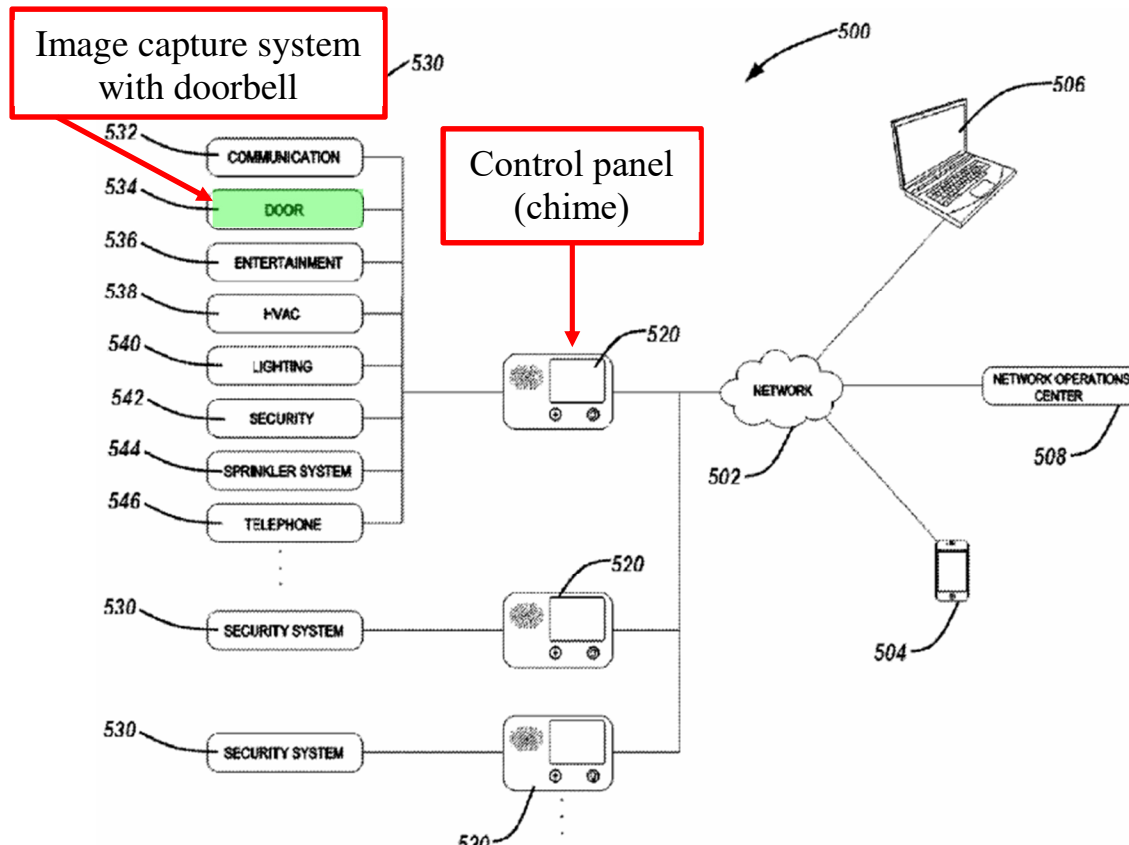 Image capture system
with doorbell
530
500
506
532
COMMUNICATION
Control panel
(chime)
534
DOOR
536
ENTERTAINMENT
538
HVAC
520
540
LIGHTING
NETWORK
NETWORK OPERATIONS
CENTER
542
SECURITY
502
508
544
SPRINKLER SYSTEM
546
TELEPHONE
520
530
SECURITY SYSTEM
504
530
SECURITY SYSTEM